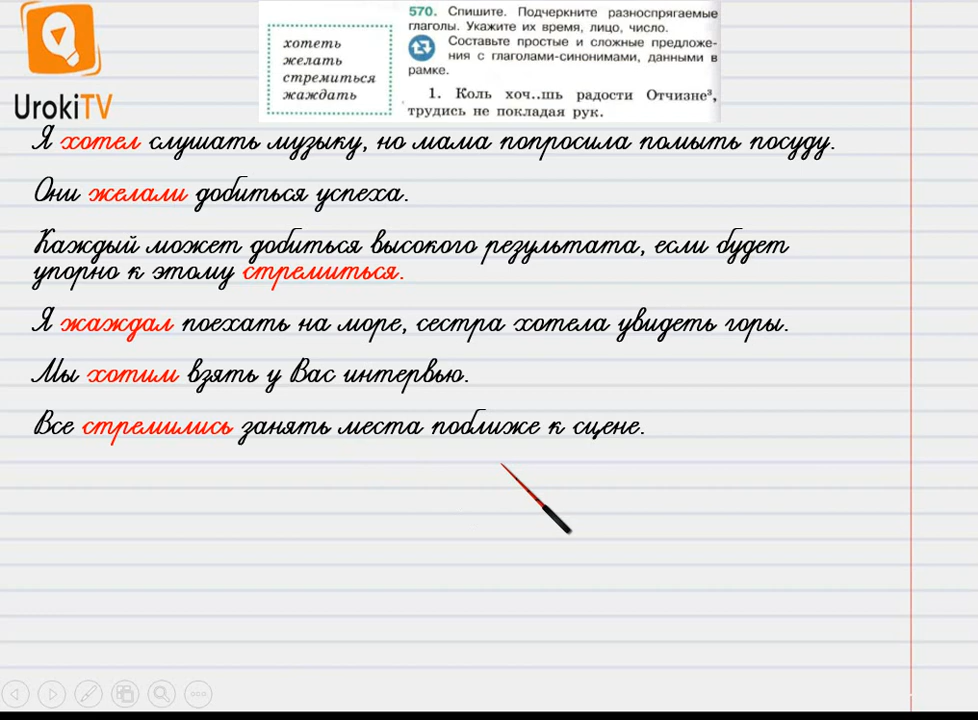 UrokiTV
хотеть
желать
стремиться
жаждать
570. Спишите. Подчеркните разноспрягаемые
глаголы. Укажите их время, лицо, число.
Составьте простые и сложные предложе-
ния с глаголами-синонимами, данными в
рамке.
1. Коль хоч..шь радости Отчизне³,
трудись не покладая рук.
Я хотел слушать музыку, но мама попросила помыть посуду.
Они желали добиться успеха.
Каждый может добиться высокого результата, если будет
упорно к этому стремиться.
Я жаждал поехать на море, сестра хотела увидеть горы.
Мы хотим взять у Вас интервью.
Все стремились занять места поближе к сцене.